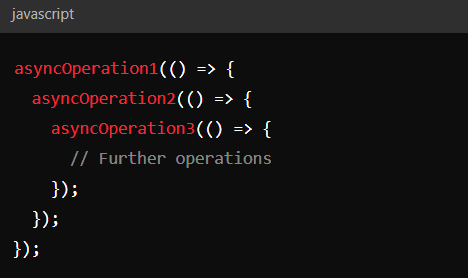 javascript
asyncOperation1(() => {
  asyncOperation2(() => {
    asyncOperation3(() => {
      // Further operations
    });
  });
});